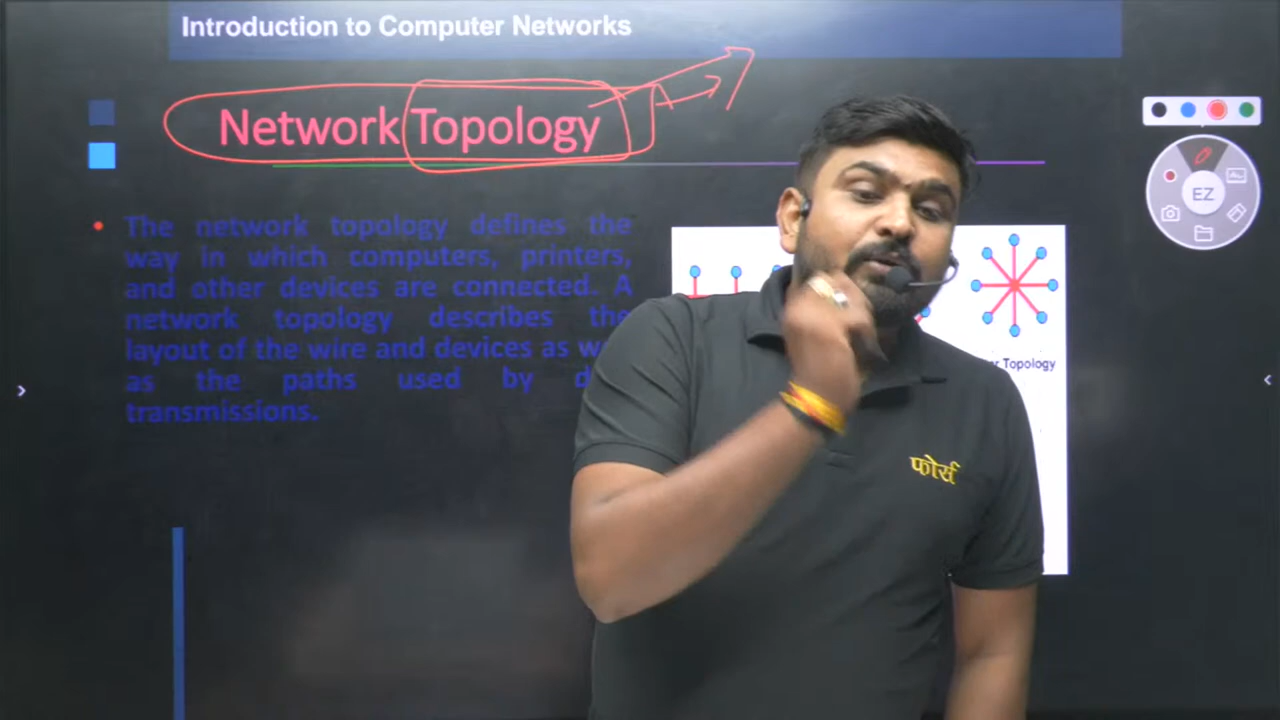 Introduction to Computer Networks
Network Topology
The network topology defines the
way in which computers, printers,
and other devices are connected. A
network topology describes the
layout of the wire and devices as
as the paths used by
transmissions.
Topology
फोर्स
EZ